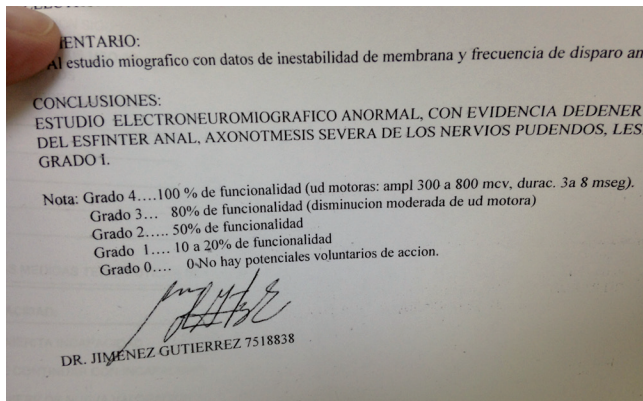 ENTARIO:
Al estudio miografico con datos de inestabilidad de membrana y frecuencia de disparo an
CONCLUSIONES:
ESTUDIO ELECTRONEUROMIOGRAFICO ANORMAL, CON EVIDENCIA DEDENER
DEL ESFINTER ANAL, AXONOTMESIS SEVERA DE LOS NERVIOS PUDENDOS, LES
GRADO 1.
Nota: Grado 4....100 % de funcionalidad (ud motoras: ampl 300 a 800 mcv, durac. 3a 8 mseg).
Grado 3... 80% de funcionalidad (disminucion moderada de ud motora)
Grado 2..... 50% de funcionalidad
Grado 1.... 10 a 20% de funcionalidad
Grado 0.... 0 No hay potenciales voluntarios de accion.
DR. JIMENEZ GUTIERREZ 7518838